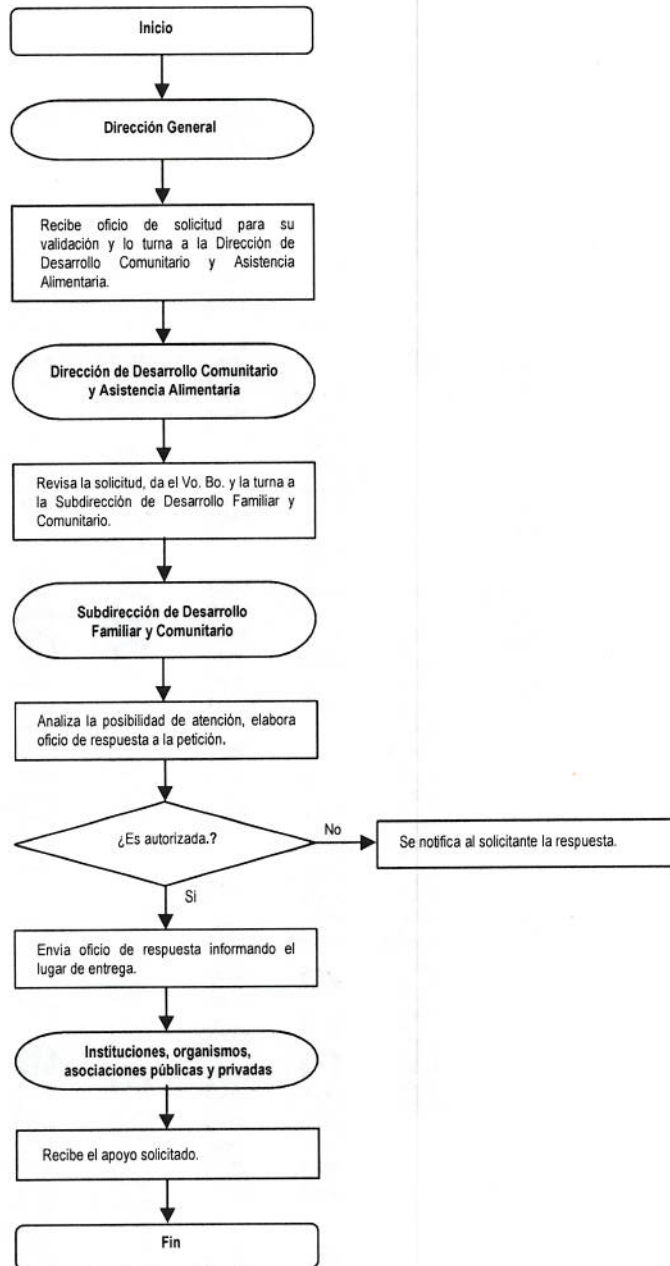 Inicio
Dirección General
Recibe oficio de solicitud para su
validación y lo turna a la Dirección de
Desarrollo Comunitario y Asistencia
Alimentaria.
Dirección de Desarrollo Comunitario
y Asistencia Alimentaria
Revisa la solicitud, da el Vo. Bo. y la turna a
la Subdirección de Desarrollo Familiar y
Comunitario.
Subdirección de Desarrollo
Familiar y Comunitario
Analiza la posibilidad de atención, elabora
oficio de respuesta a la petición.
¿Es autorizada.?
No
Se notifica al solicitante la respuesta.
Si
Envía oficio de respuesta informando el
lugar de entrega.
Instituciones, organismos,
asociaciones públicas y privadas
Recibe el apoyo solicitado.
Fin